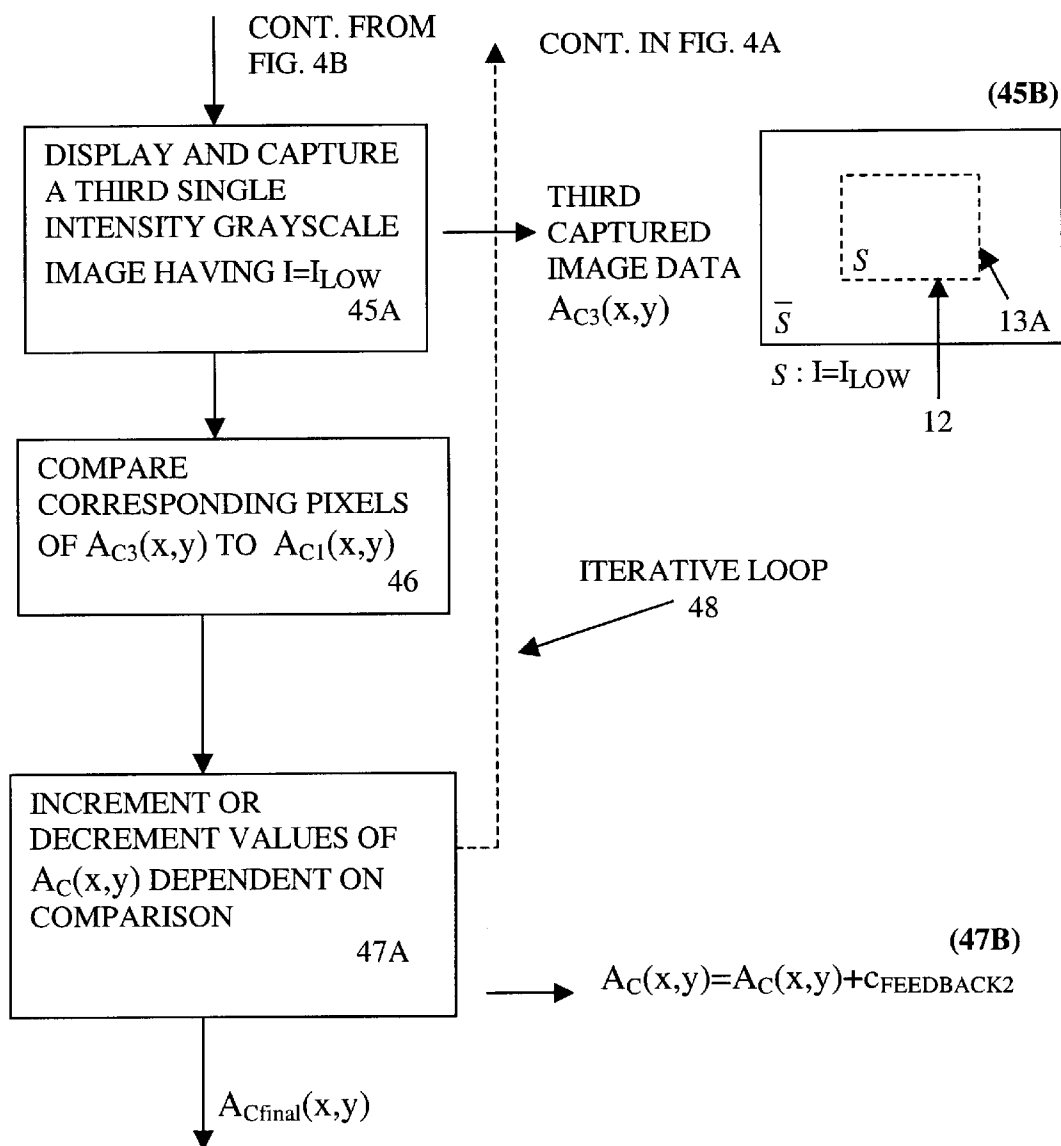 CONT. FROM
FIG. 4B
CONT. IN FIG. 4A
(45B)
DISPLAY AND CAPTURE
A THIRD SINGLE
INTENSITY GRAYSCALE
IMAGE HAVING I=I_LOW
45A
THIRD
CAPTURED
IMAGE DATA
A_C3(x,y)
S
S̅
13A
S : I=I_LOW
12
COMPARE
CORRESPONDING PIXELS
OF A_C3(x,y) TO A_C1(x,y)
46
ITERATIVE LOOP
48
INCREMENT OR
DECREMENT VALUES OF
A_C(x,y) DEPENDENT ON
COMPARISON
47A
(47B)
A_C(x,y)=A_C(x,y)+c_FEEDBACK2
A_Cfinal(x,y)